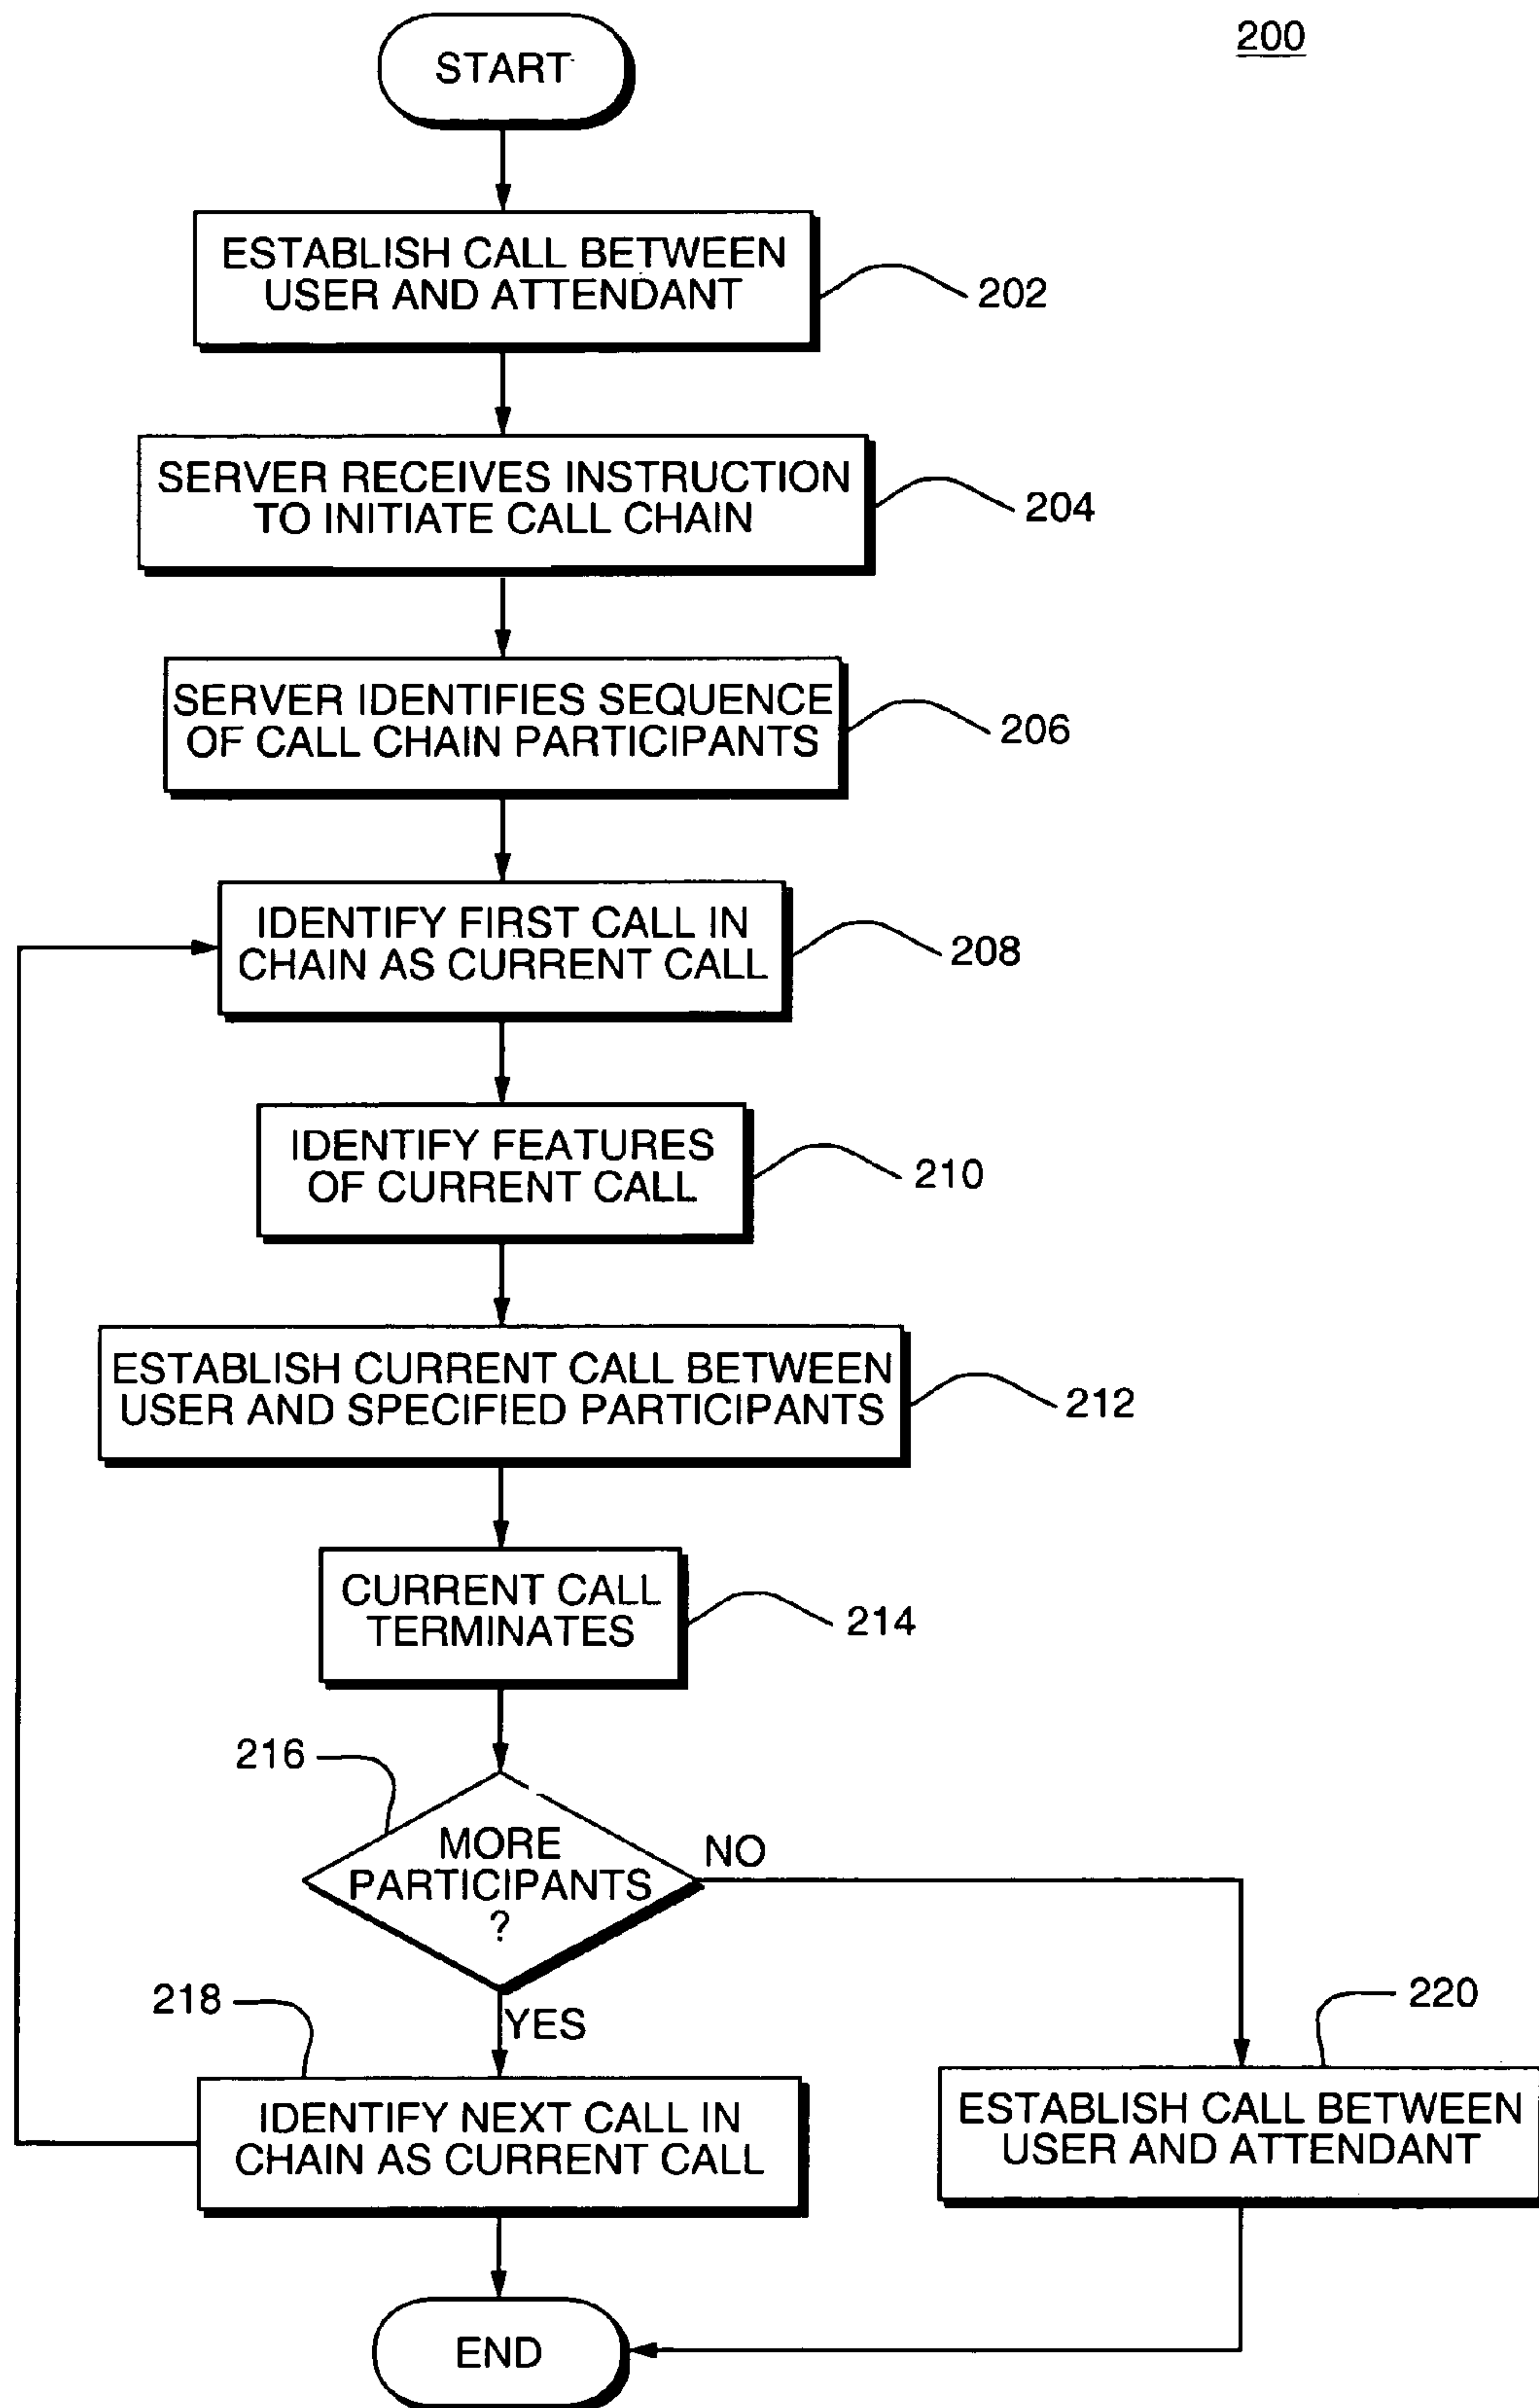 200
START
ESTABLISH CALL BETWEEN
USER AND ATTENDANT
202
SERVER RECEIVES INSTRUCTION
TO INITIATE CALL CHAIN
204
SERVER IDENTIFIES SEQUENCE
OF CALL CHAIN PARTICIPANTS
206
IDENTIFY FIRST CALL IN
CHAIN AS CURRENT CALL
208
IDENTIFY FEATURES
OF CURRENT CALL
210
ESTABLISH CURRENT CALL BETWEEN
USER AND SPECIFIED PARTICIPANTS
212
CURRENT CALL
TERMINATES
214
216
MORE
PARTICIPANTS
?
NO
YES
218
IDENTIFY NEXT CALL IN
CHAIN AS CURRENT CALL
220
ESTABLISH CALL BETWEEN
USER AND ATTENDANT
END